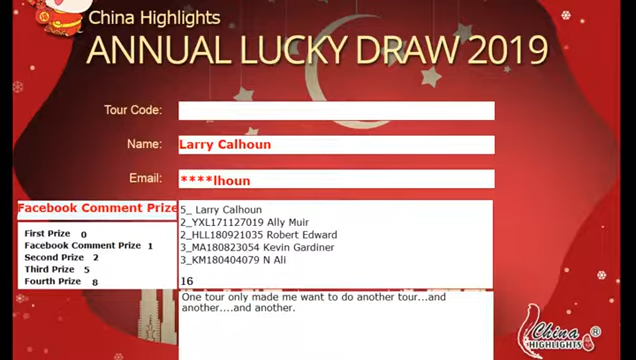 China Highlights
ANNUAL LUCKY DRAW 2019
Tour Code:
Name: Larry Calhoun
Email: ****lhoun
Facebook Comment Prize
First Prize 0
Facebook Comment Prize 1
Second Prize 2
Third Prize 5
Fourth Prize 8
5_ Larry Calhoun
2_YXL171127019 Ally Muir
2_HLL180921035 Robert Edward
3_MA180823054 Kevin Gardiner
3_KM180404079 N Ali
16
One tour only made me want to do another tour...and
another....and another.
China
HIGHLIGHTS ®